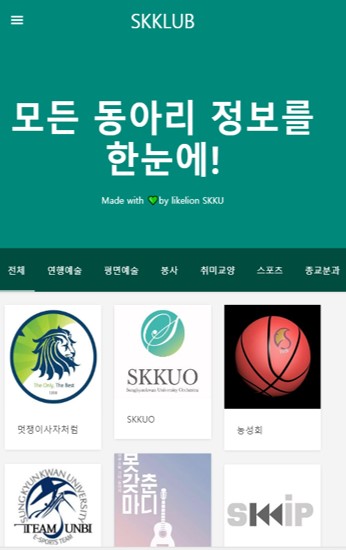 SKKLUB
모든 동아리 정보를
한눈에!
Made with 💚by likelion SKKU
전체 연행예술 평면예술 봉사 취미교양 스포츠 종교분과
The Only, The Best
SKKUO
Sungkyunkwan University Orchestra
멋쟁이사자처럼
SKKUO
농성회
SUNGKYUNKWAN UNIVERSITY
TEAM UNBI
E-SPORTS TEAM
못갖춘마디
SKKIP